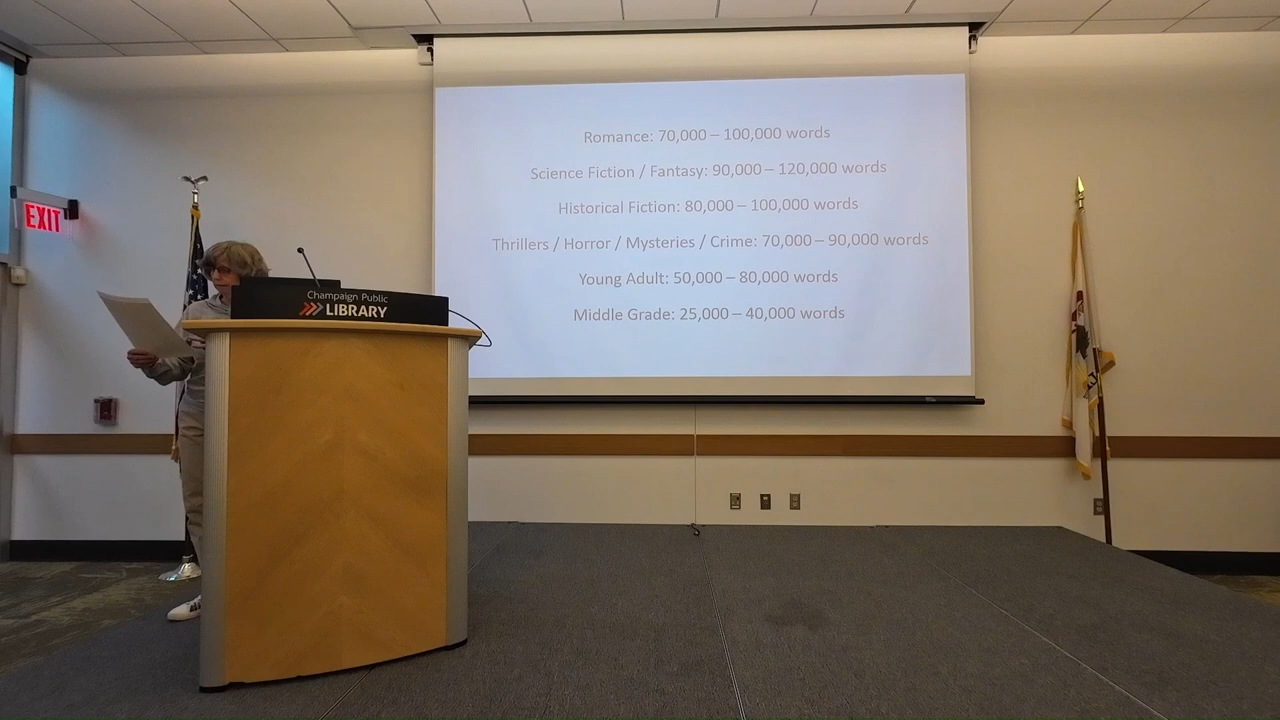 Romance: 70,000 – 100,000 words
Science Fiction / Fantasy: 90,000 – 120,000 words
Historical Fiction: 80,000 – 100,000 words
Thrillers / Horror / Mysteries / Crime: 70,000 – 90,000 words
Young Adult: 50,000 – 80,000 words
Middle Grade: 25,000 – 40,000 words
EXIT
Champaign Public
LIBRARY